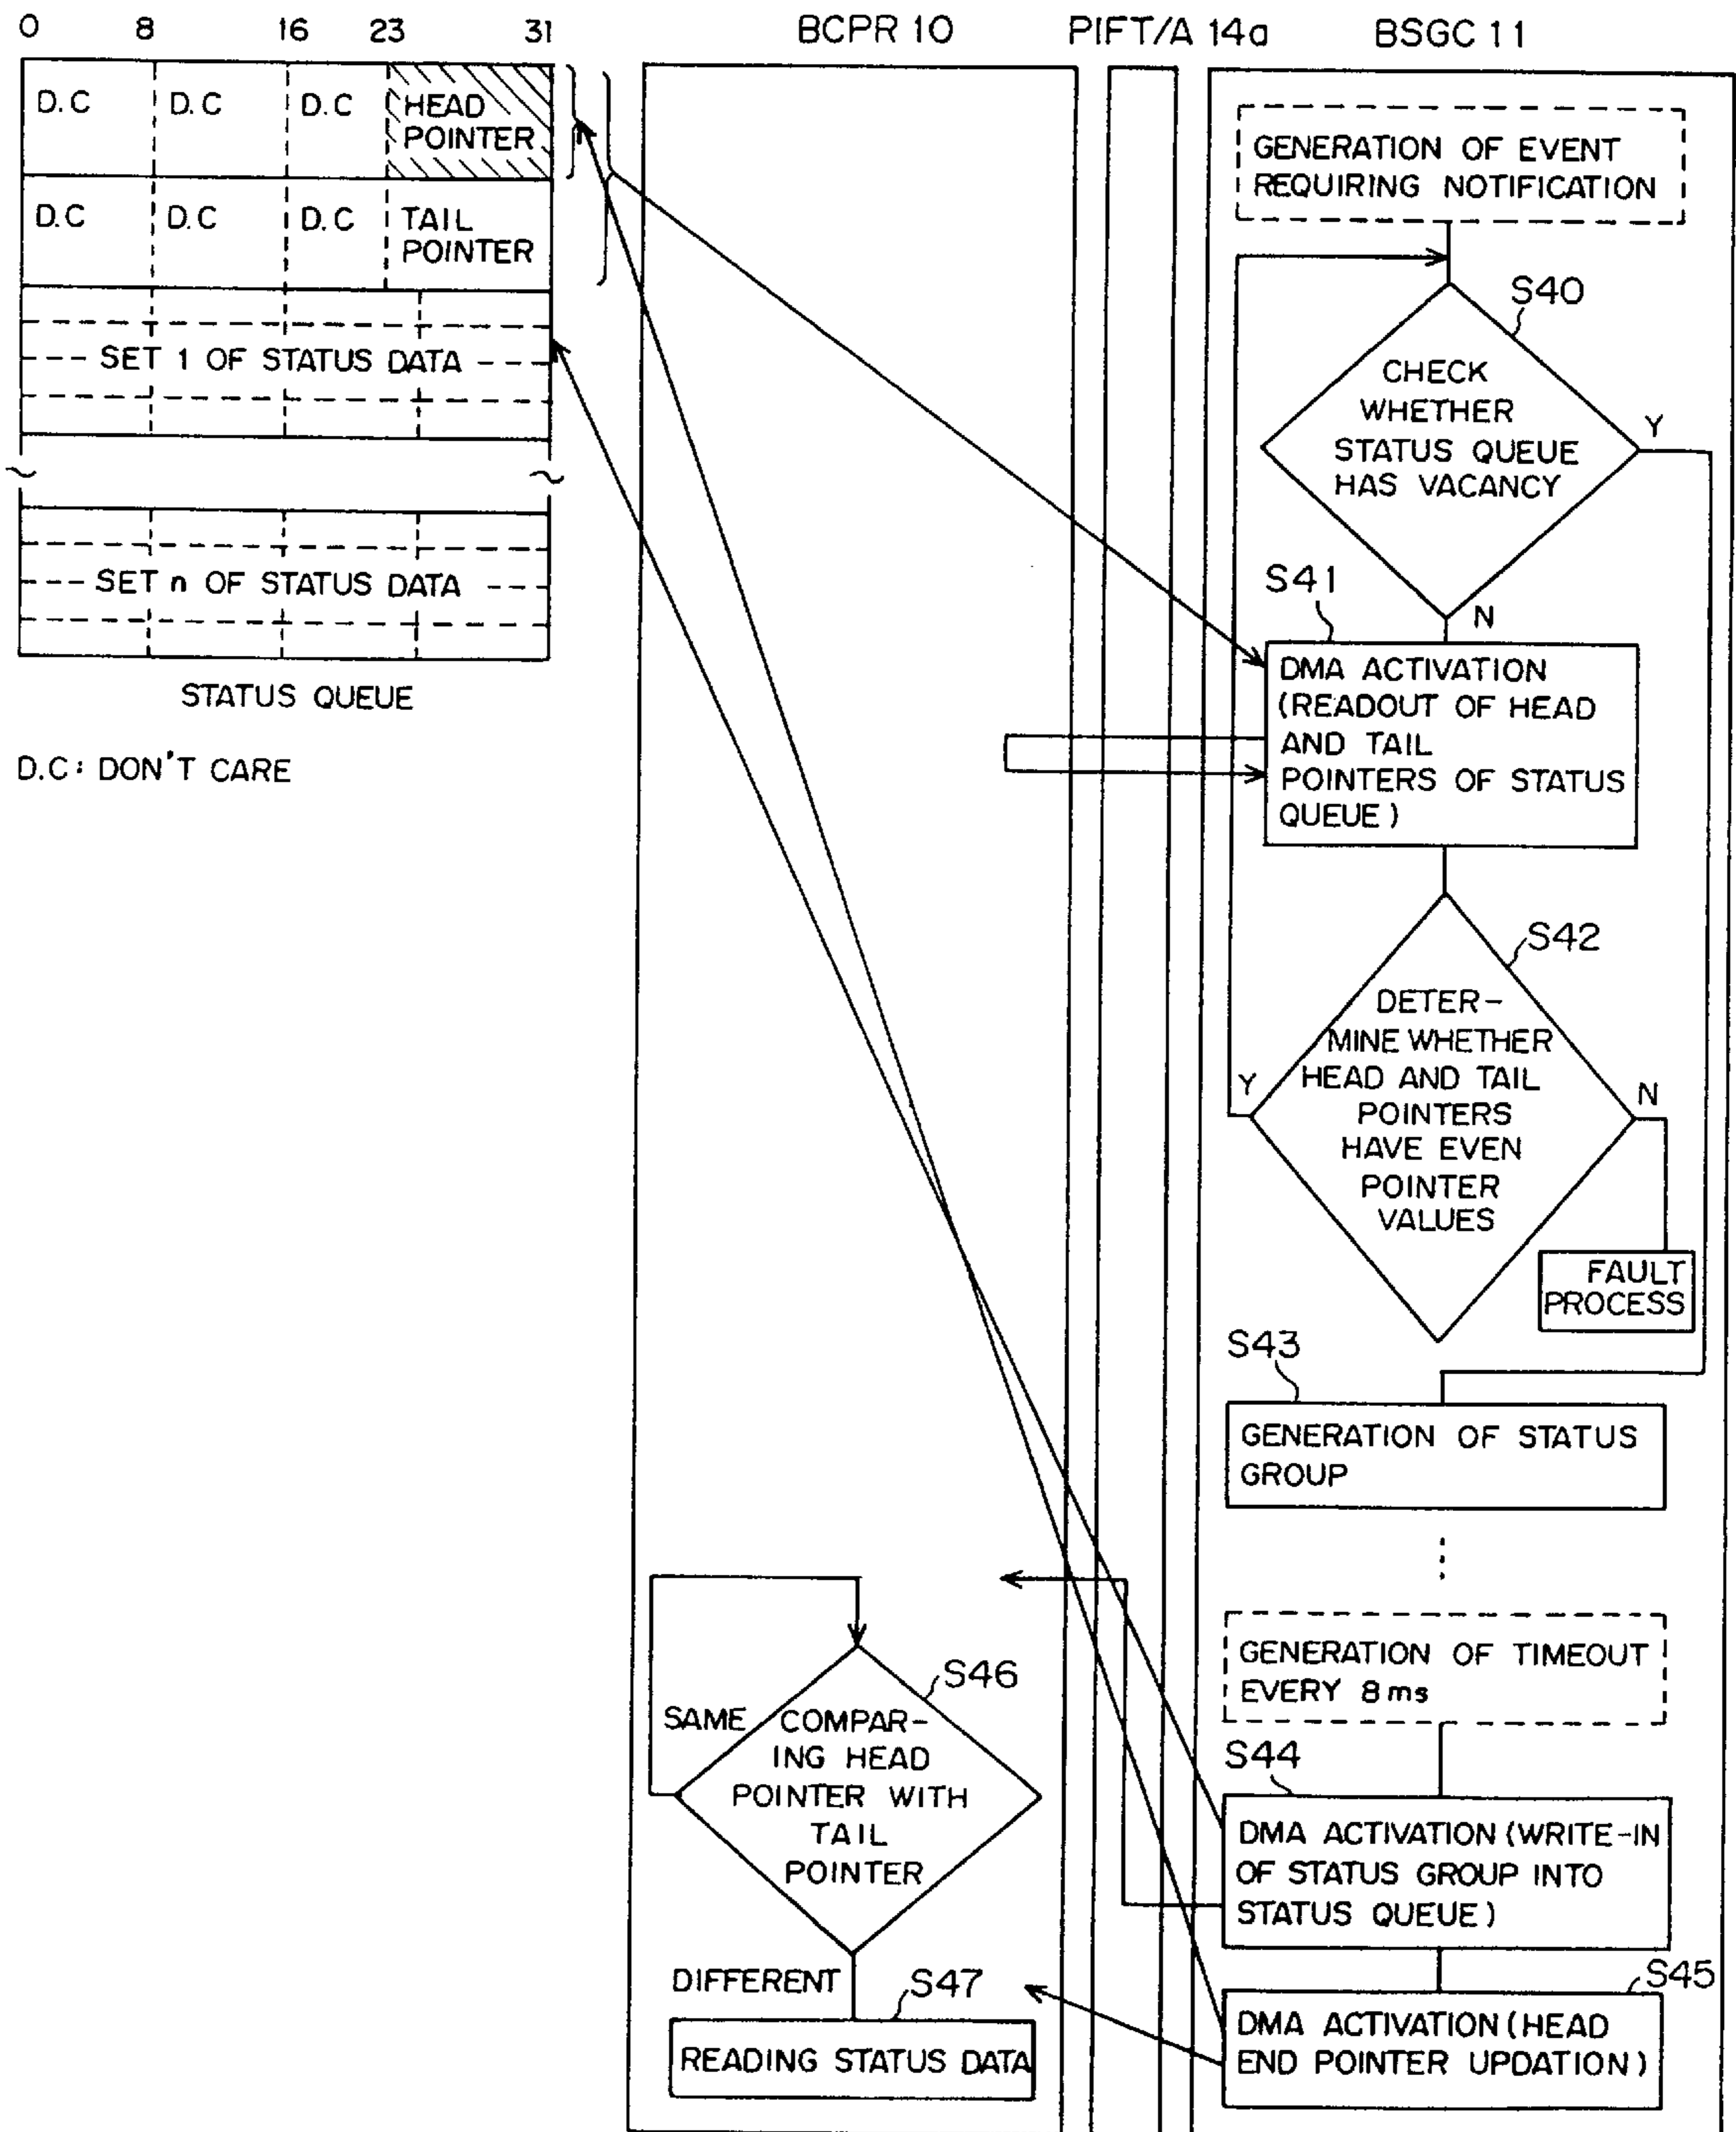 0 8 16 23 31
BCPR 10
PIFT/A 14a
BSGC 11
D.C D.C D.C HEAD
POINTER
D.C D.C D.C TAIL
POINTER
SET 1 OF STATUS DATA
SET n OF STATUS DATA
STATUS QUEUE
D.C : DON'T CARE
GENERATION OF EVENT
REQUIRING NOTIFICATION
S40
CHECK
WHETHER
STATUS QUEUE
HAS VACANCY
Y
N
S41
DMA ACTIVATION
(READOUT OF HEAD
AND TAIL
POINTERS OF STATUS
QUEUE)
S42
DETER-
MINE WHETHER
HEAD AND TAIL
POINTERS
HAVE EVEN
POINTER
VALUES
Y
N
FAULT
PROCESS
S43
GENERATION OF STATUS
GROUP
GENERATION OF TIMEOUT
EVERY 8ms
S44
DMA ACTIVATION (WRITE-IN
OF STATUS GROUP INTO
STATUS QUEUE)
S45
DMA ACTIVATION (HEAD
END POINTER UPDATION)
S46
SAME
COMPAR-
ING HEAD
POINTER WITH
TAIL
POINTER
DIFFERENT
S47
READING STATUS DATA